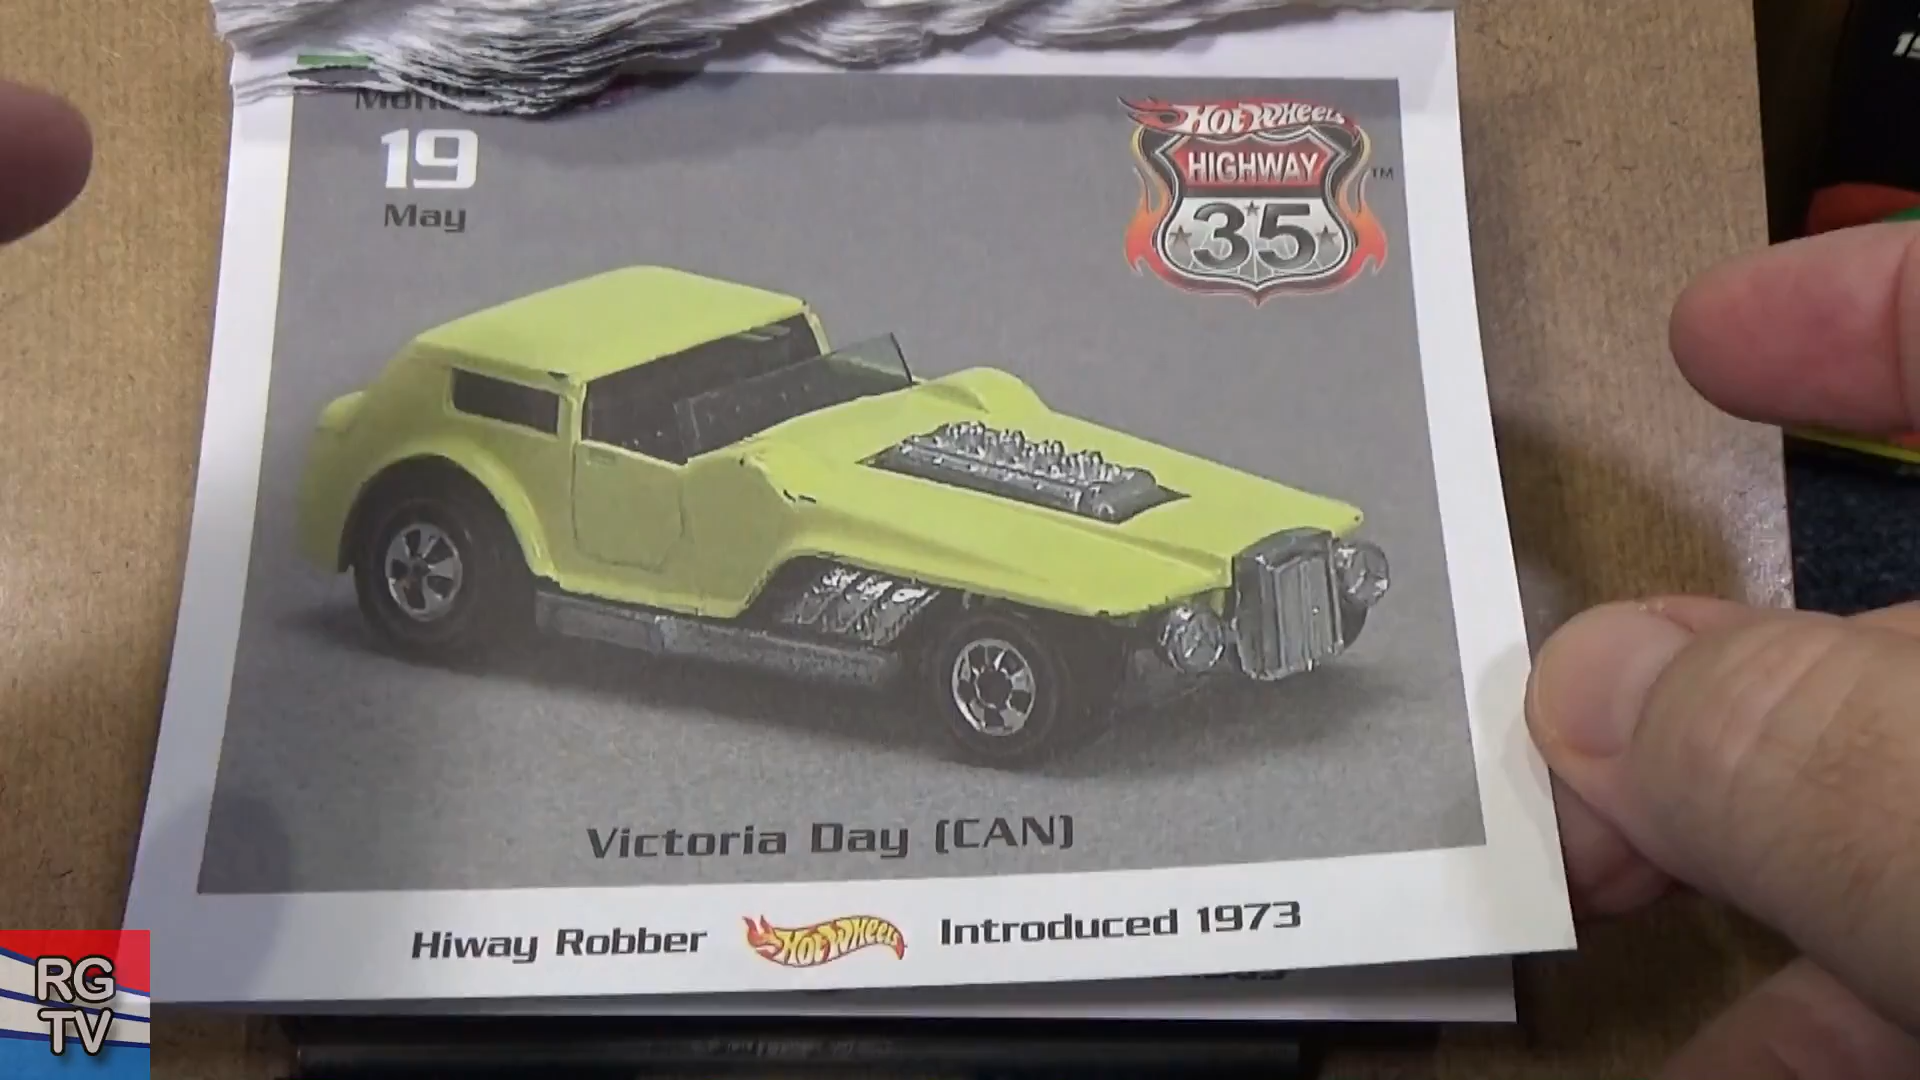 19
May
Hot Wheels
HIGHWAY
35
TM
Victoria Day (CAN)
Hiway Robber Hot Wheels Introduced 1973
RG
TV